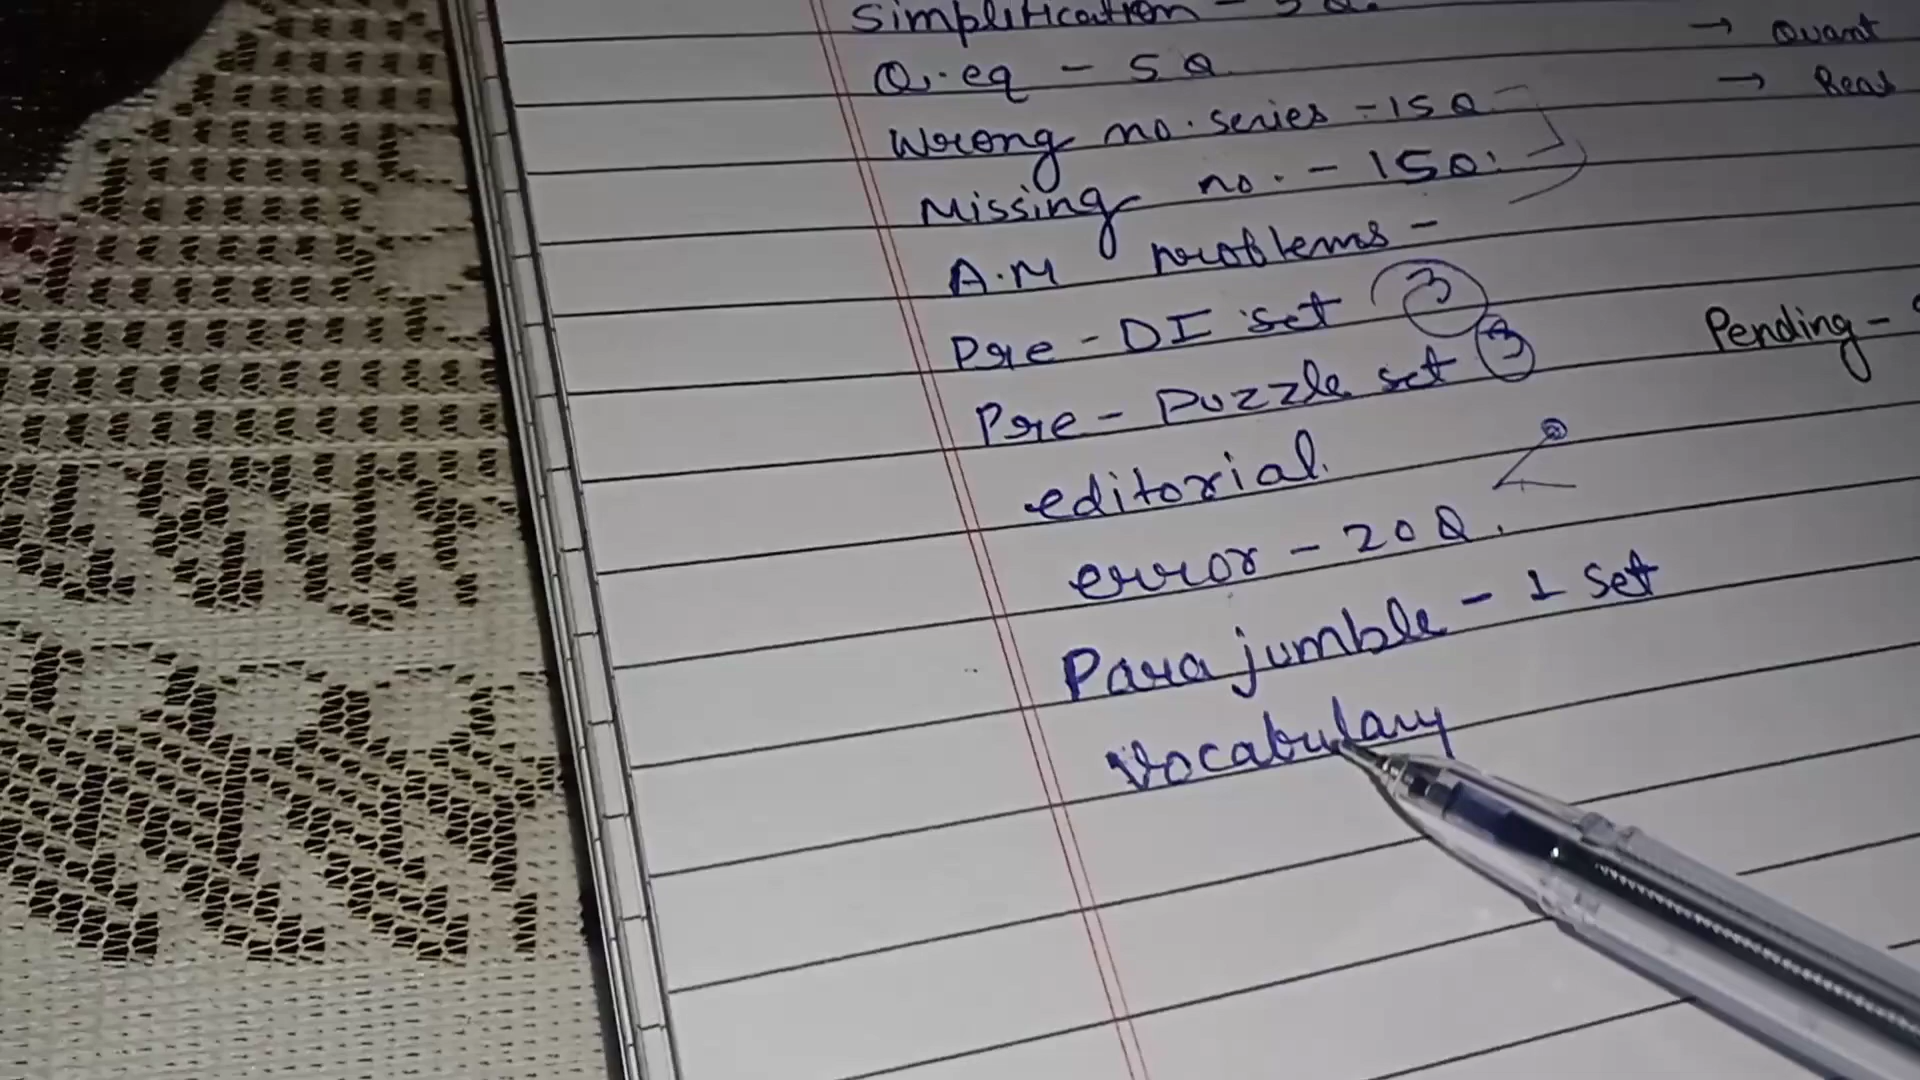 Simplification - 5 Q.
Q.eq - 5 Q
Wrong no. series - 15 Q
Missing no. - 15 Q.
A.M problems -
Pre - DI set 3
Pre - Puzzle set 3
editorial.
error - 20 Q.
Para jumble - 1 set
Vocabulary
→ Quant
→ Reas
Pending -